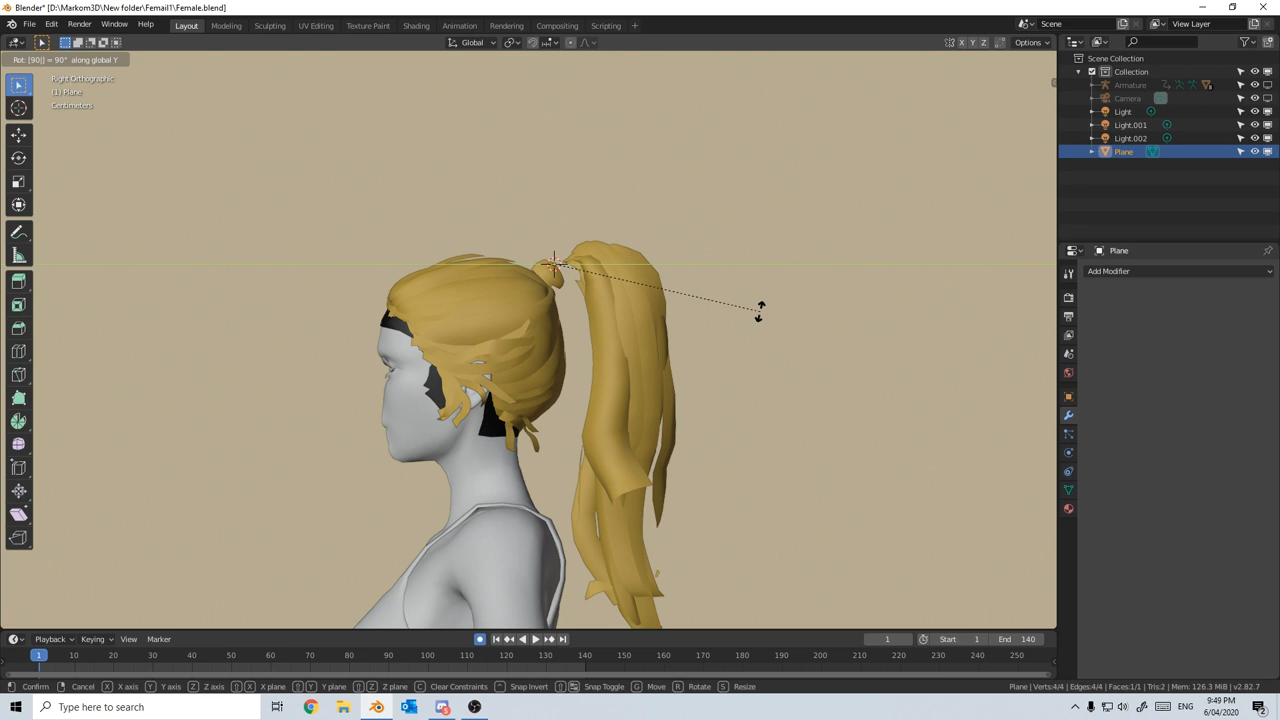 Blender* [D:\Markom3D\New folder\Femail1\Female.blend]
File Edit Render Window Help
Layout Modeling Sculpting UV Editing Texture Paint Shading Animation Rendering Compositing Scripting +
Scene
View Layer
Global
X Y Z Options
Rot: [90|] = 90° along global Y
Right Orthographic
(1) Plane
Centimeters
Scene Collection
Collection
Armature
Camera
Light
Light.001
Light.002
Plane
Plane
Add Modifier
Playback Keying View Marker
1 Start 1 End 140
1 10 20 30 40 50 60 70 80 90 100 110 120 130 140 150 160 170 180 190 200 210 220 230 240 250
Confirm Cancel X X axis Y Y axis Z Z axis X X plane Y Y plane Z Z plane C Clear Constraints Snap Invert Snap Toggle G Move R Rotate S Resize
Plane | Verts:4/4 | Edges:4/4 | Faces:1/1 | Tris:2 | Mem: 126.3 MiB | v2.82.7
Type here to search
ENG
9:49 PM
6/04/2020
2